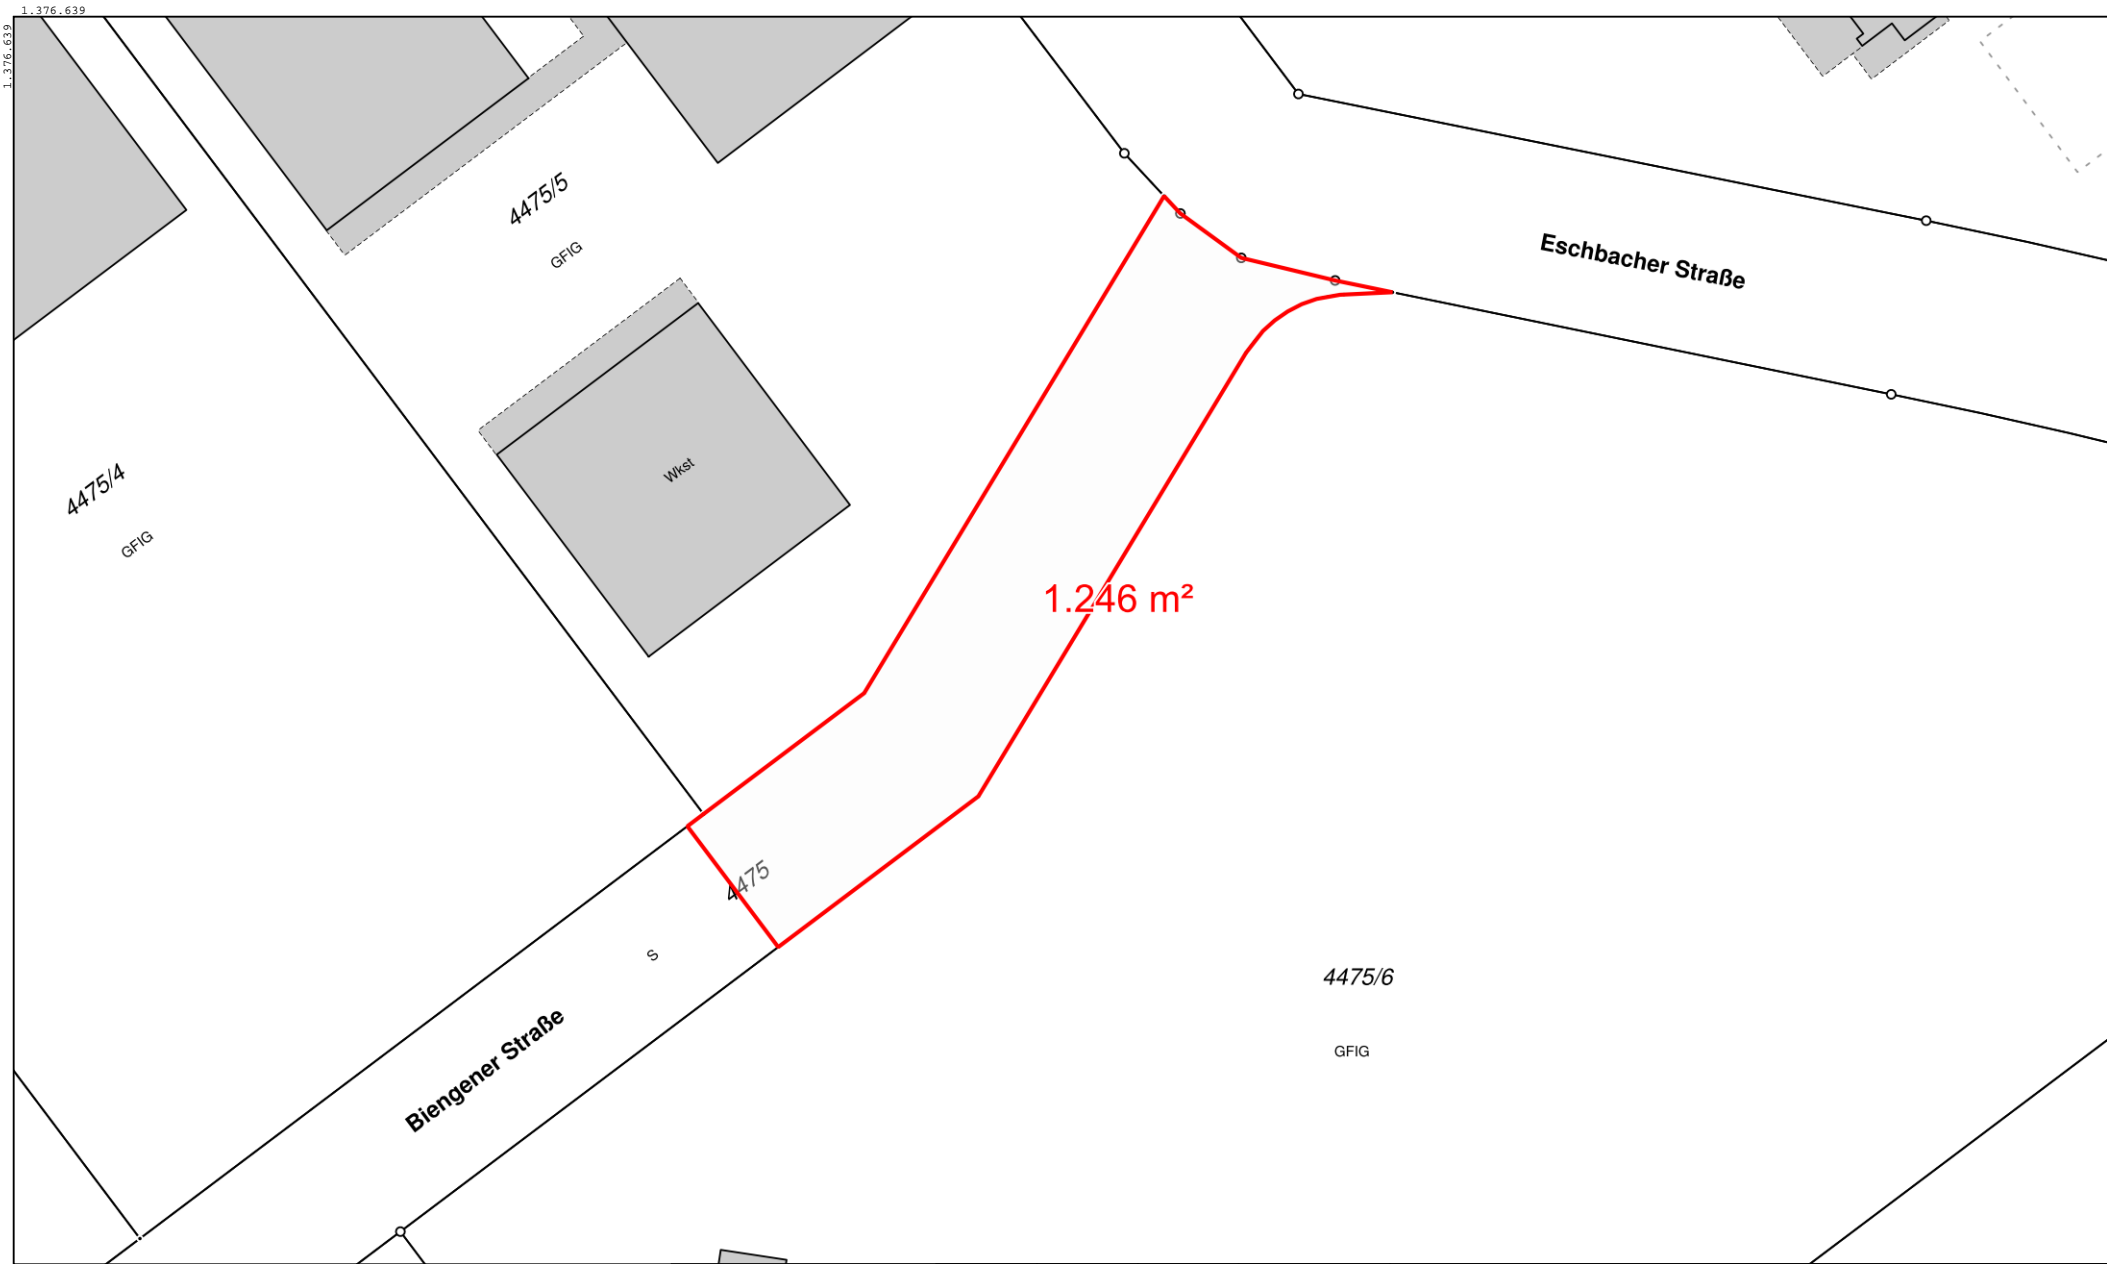 1.376.639
1.376.639
4475/5
GFIG
Eschbacher Straße
Wkst
4475/4
GFIG
1.246 m²
4475
S
4475/6
Biengener Straße
GFIG